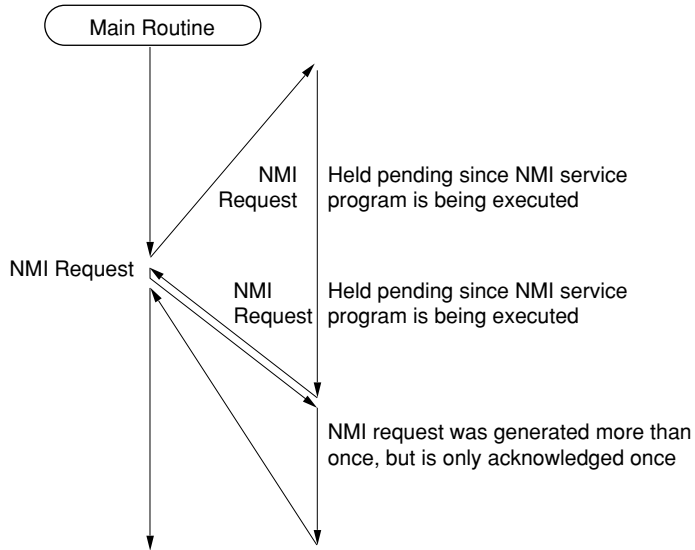 Main Routine
NMI
Request
Held pending since NMI service
program is being executed
NMI Request
NMI
Request
Held pending since NMI service
program is being executed
NMI request was generated more than
once, but is only acknowledged once